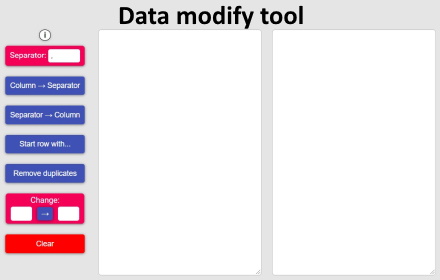 Data modify tool
i
Separator: ,
Column → Separator
Separator → Column
Start row with...
Remove duplicates
Change:
→
Clear